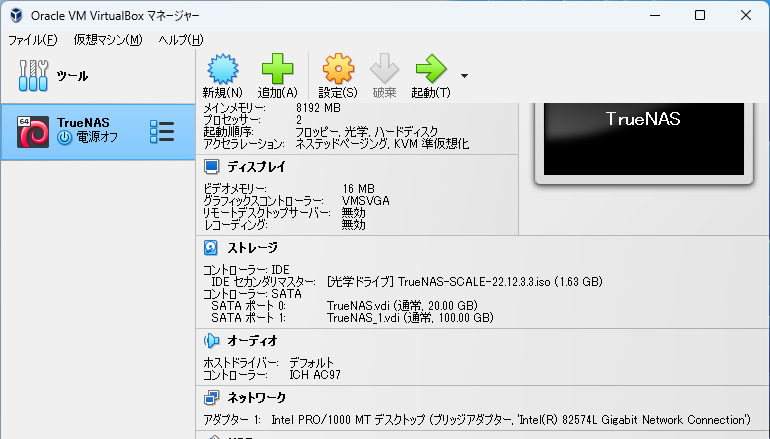 Oracle VM VirtualBox マネージャー
ファイル(F) 仮想マシン(M) ヘルプ(H)
ツール
新規(N) 追加(A) 設定(S) 破棄 起動(T)
64
TrueNAS
電源オフ
メインメモリー: 8192 MB
プロセッサー: 2
起動順序: フロッピー, 光学, ハードディスク
アクセラレーション: ネステッドページング, KVM 準仮想化
TrueNAS
ディスプレイ
ビデオメモリー: 16 MB
グラフィックスコントローラー: VMSVGA
リモートデスクトップサーバー: 無効
レコーディング: 無効
ストレージ
コントローラー: IDE
IDE セカンダリマスター: [光学ドライブ] TrueNAS-SCALE-22.12.3.3.iso (1.63 GB)
コントローラー: SATA
SATA ポート 0: TrueNAS.vdi (通常, 20.00 GB)
SATA ポート 1: TrueNAS_1.vdi (通常, 100.00 GB)
オーディオ
ホストドライバー: デフォルト
コントローラー: ICH AC97
ネットワーク
アダプター 1: Intel PRO/1000 MT デスクトップ (ブリッジアダプター, 'Intel(R) 82574L Gigabit Network Connection')